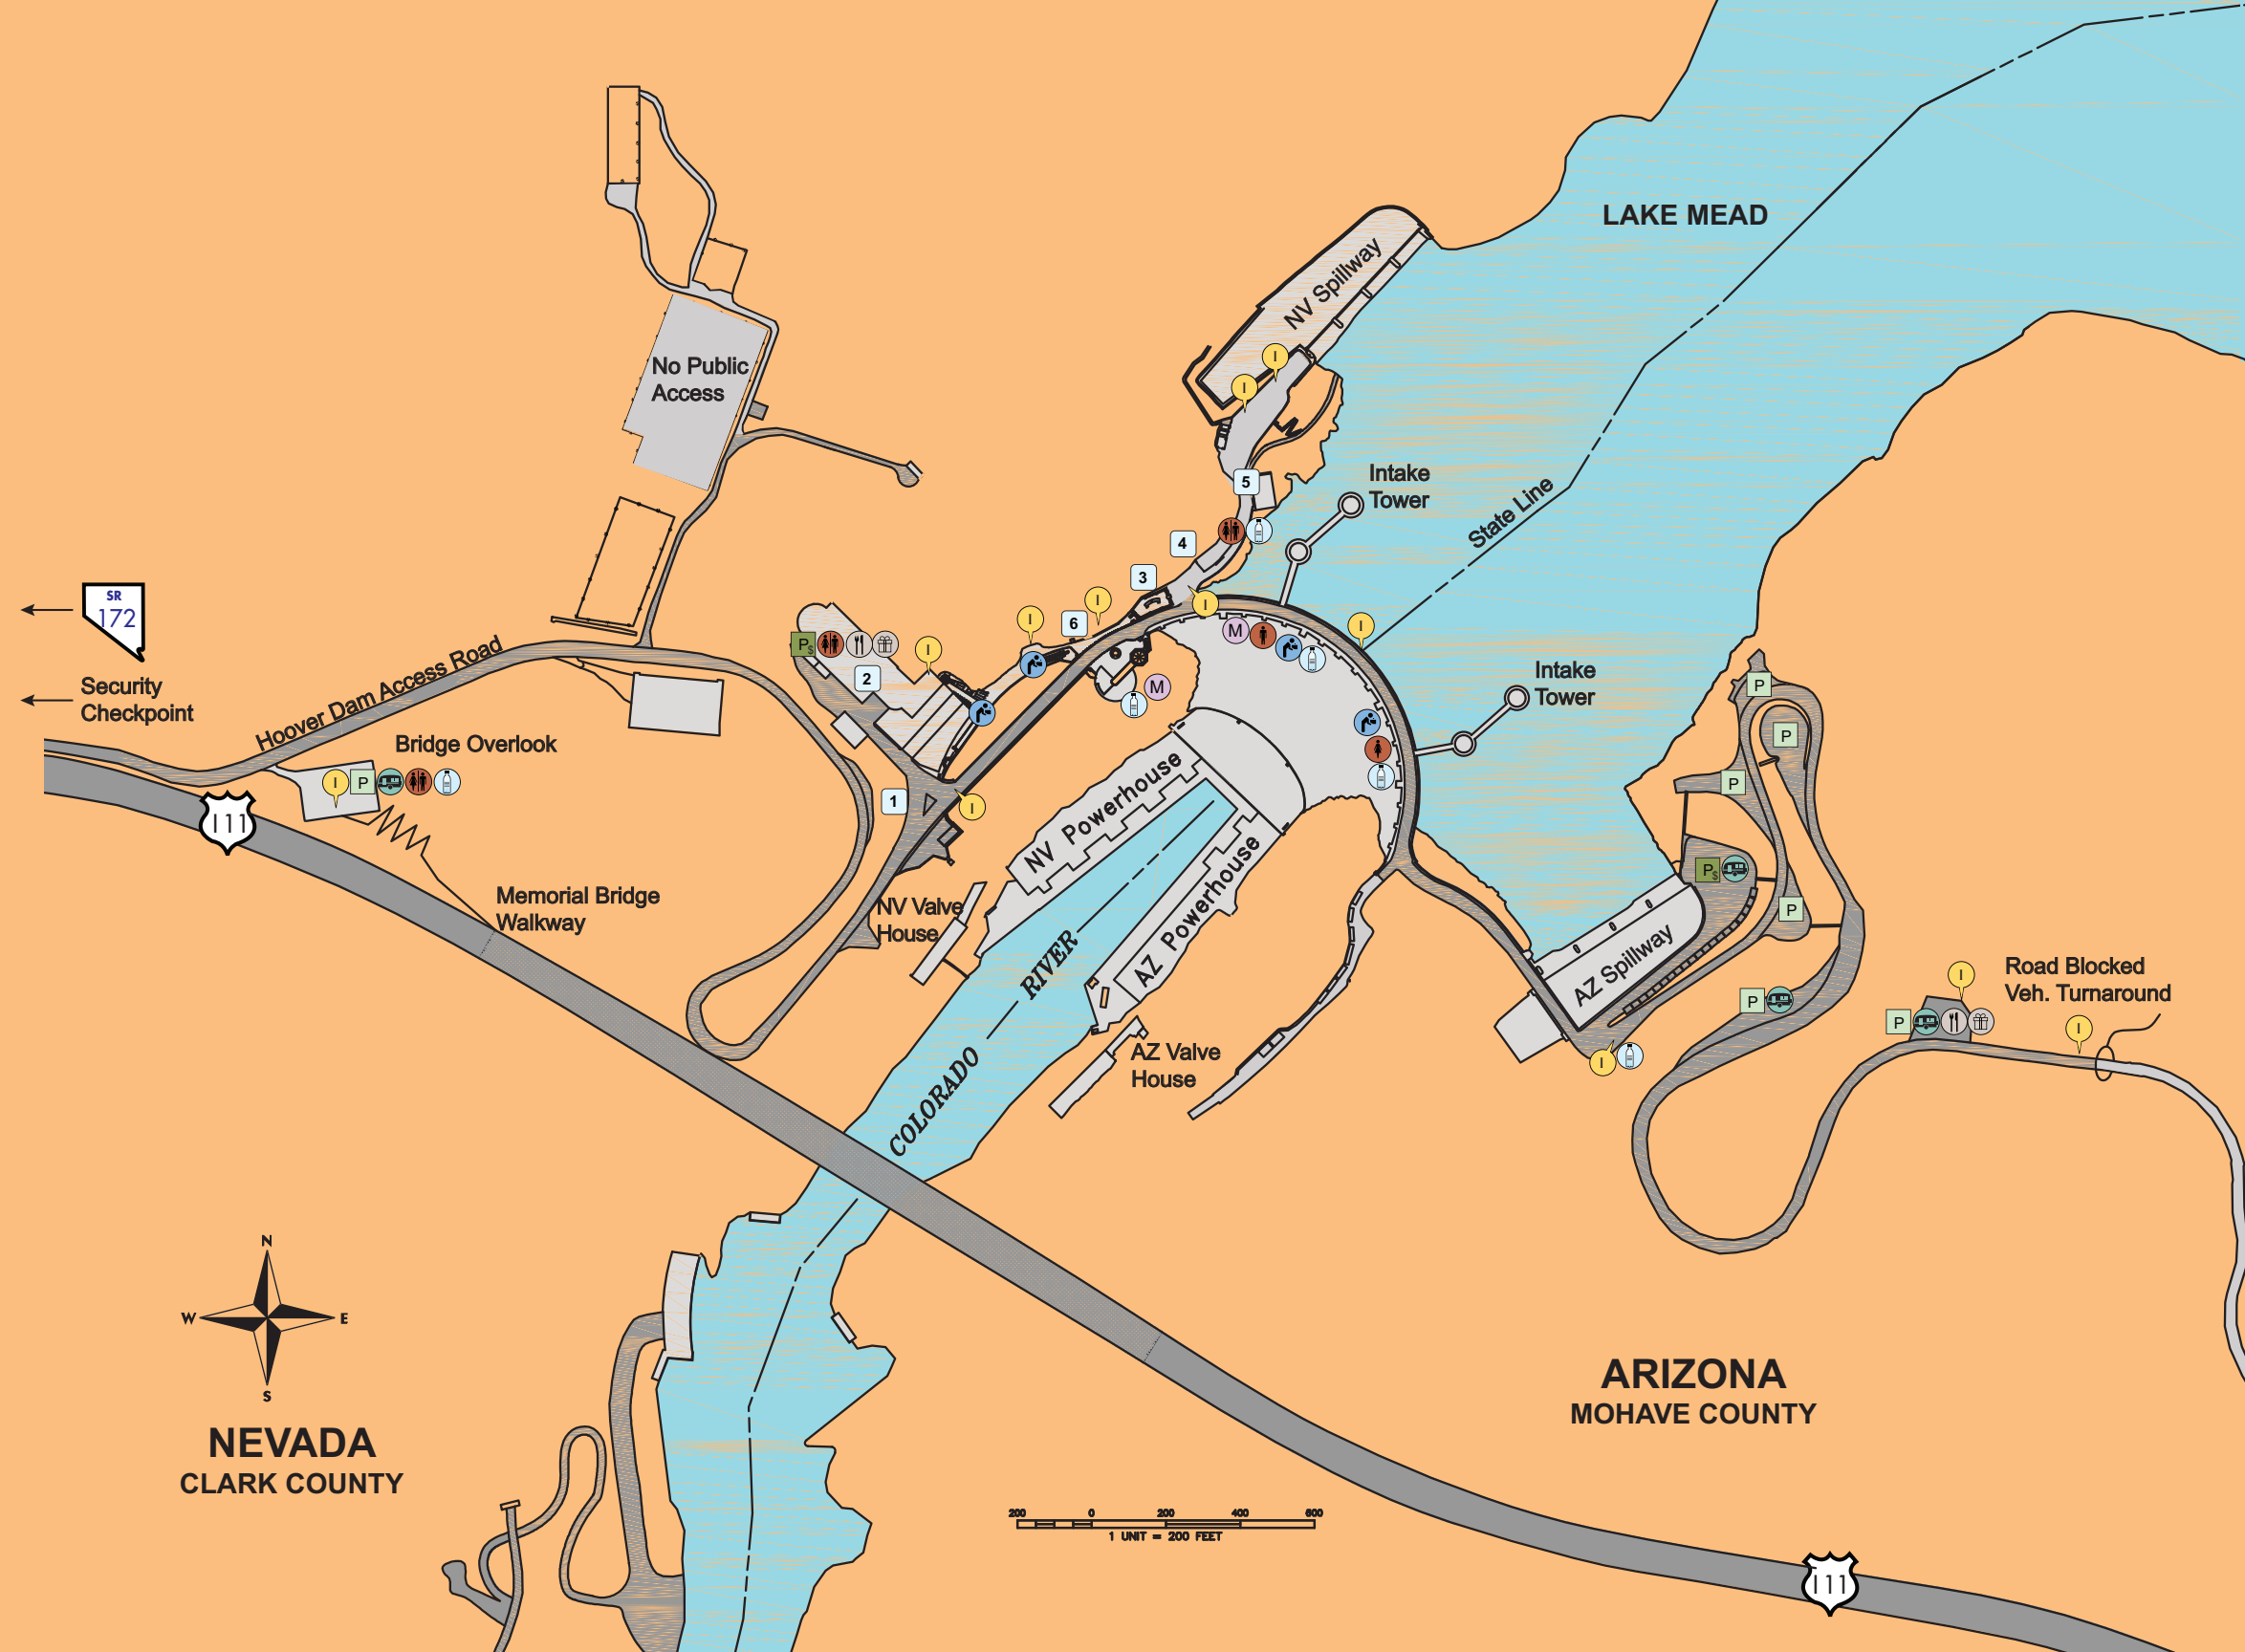 LAKE MEAD
NV Spillway
No Public
Access
Intake
Tower
State Line
5
4
3
6
SR
172
Security
Checkpoint
Hoover Dam Access Road
Bridge Overlook
I
P
111
Memorial Bridge
Walkway
P$
2
1
I
I
I
I
I
I
I
I
M
M
Intake
Tower
NV Powerhouse
AZ Powerhouse
NV Valve
House
COLORADO RIVER
AZ Valve
House
P
P
P
P$
P
P
AZ Spillway
I
P
I
I
Road Blocked
Veh. Turnaround
N
W
E
S
NEVADA
CLARK COUNTY
ARIZONA
MOHAVE COUNTY
200 0 200 400 600
1 UNIT = 200 FEET
111